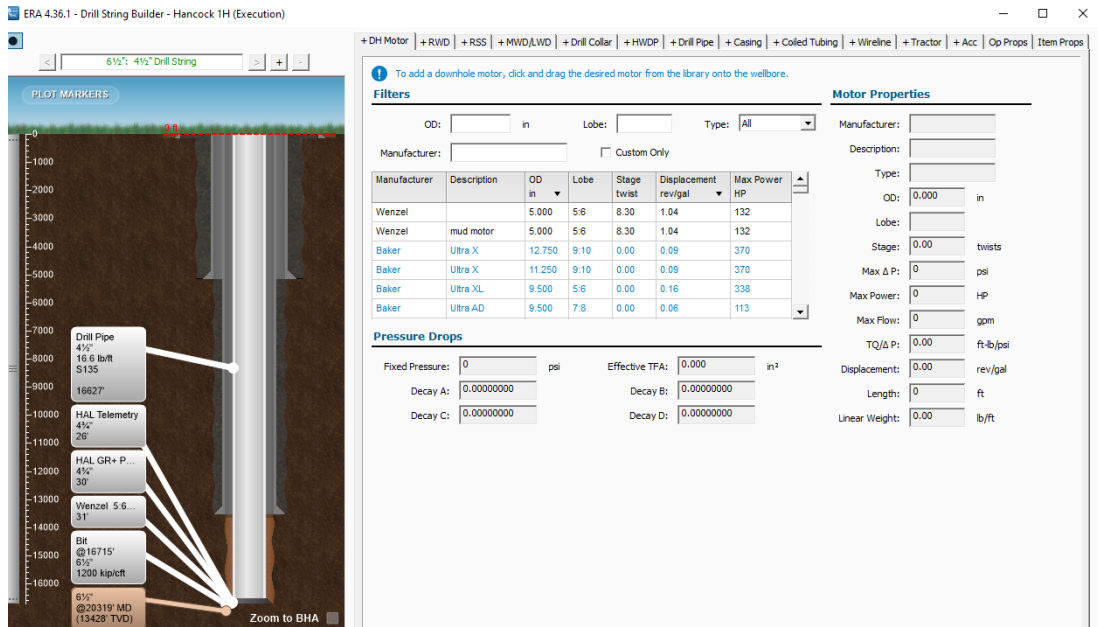 ERA 4.36.1 - Drill String Builder - Hancock 1H (Execution)
< 6½": 4½" Drill String > + -
PLOT MARKERS
0 ft
0
1000
2000
3000
4000
5000
6000
7000
8000
9000
10000
11000
12000
13000
14000
15000
16000
Drill Pipe
4½"
16.6 lb/ft
S135
16627'
HAL Telemetry
4¾"
26'
HAL GR+ P...
4¾"
30'
Wenzel 5:6...
31'
Bit
@16715'
6½"
1200 kip/cft
6½"
@20319' MD
(13428' TVD)
Zoom to BHA
+ DH Motor + RWD + RSS + MWD/LWD + Drill Collar + HWDP + Drill Pipe + Casing + Coiled Tubing + Wireline + Tractor + Acc Op Props Item Props
To add a downhole motor, click and drag the desired motor from the library onto the wellbore.
Filters
OD: in Lobe: Type: All
Manufacturer: Custom Only
Manufacturer Description OD in Lobe Stage twist Displacement rev/gal Max Power HP
Wenzel 5.000 5:6 8.30 1.04 132
Wenzel mud motor 5.000 5:6 8.30 1.04 132
Baker Ultra X 12.750 9:10 0.00 0.09 370
Baker Ultra X 11.250 9:10 0.00 0.09 370
Baker Ultra XL 9.500 5:6 0.00 0.16 338
Baker Ultra AD 9.500 7:8 0.00 0.06 113
Pressure Drops
Fixed Pressure: 0 psi Effective TFA: 0.000 in²
Decay A: 0.00000000 Decay B: 0.00000000
Decay C: 0.00000000 Decay D: 0.00000000
Motor Properties
Manufacturer:
Description:
Type:
OD: 0.000 in
Lobe:
Stage: 0.00 twists
Max Δ P: 0 psi
Max Power: 0 HP
Max Flow: 0 gpm
TQ/Δ P: 0.00 ft-lb/psi
Displacement: 0.00 rev/gal
Length: 0 ft
Linear Weight: 0.00 lb/ft